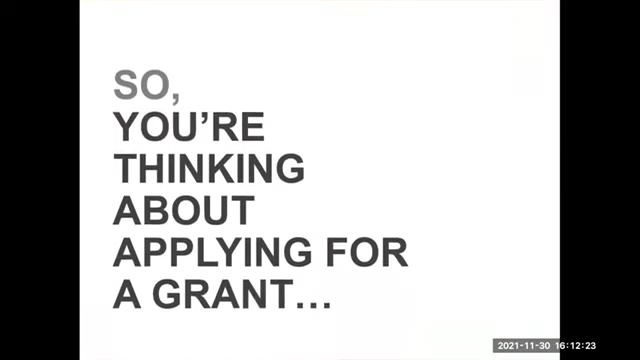 SO,
YOU’RE
THINKING
ABOUT
APPLYING FOR
A GRANT…
2021-11-30 16:12:23